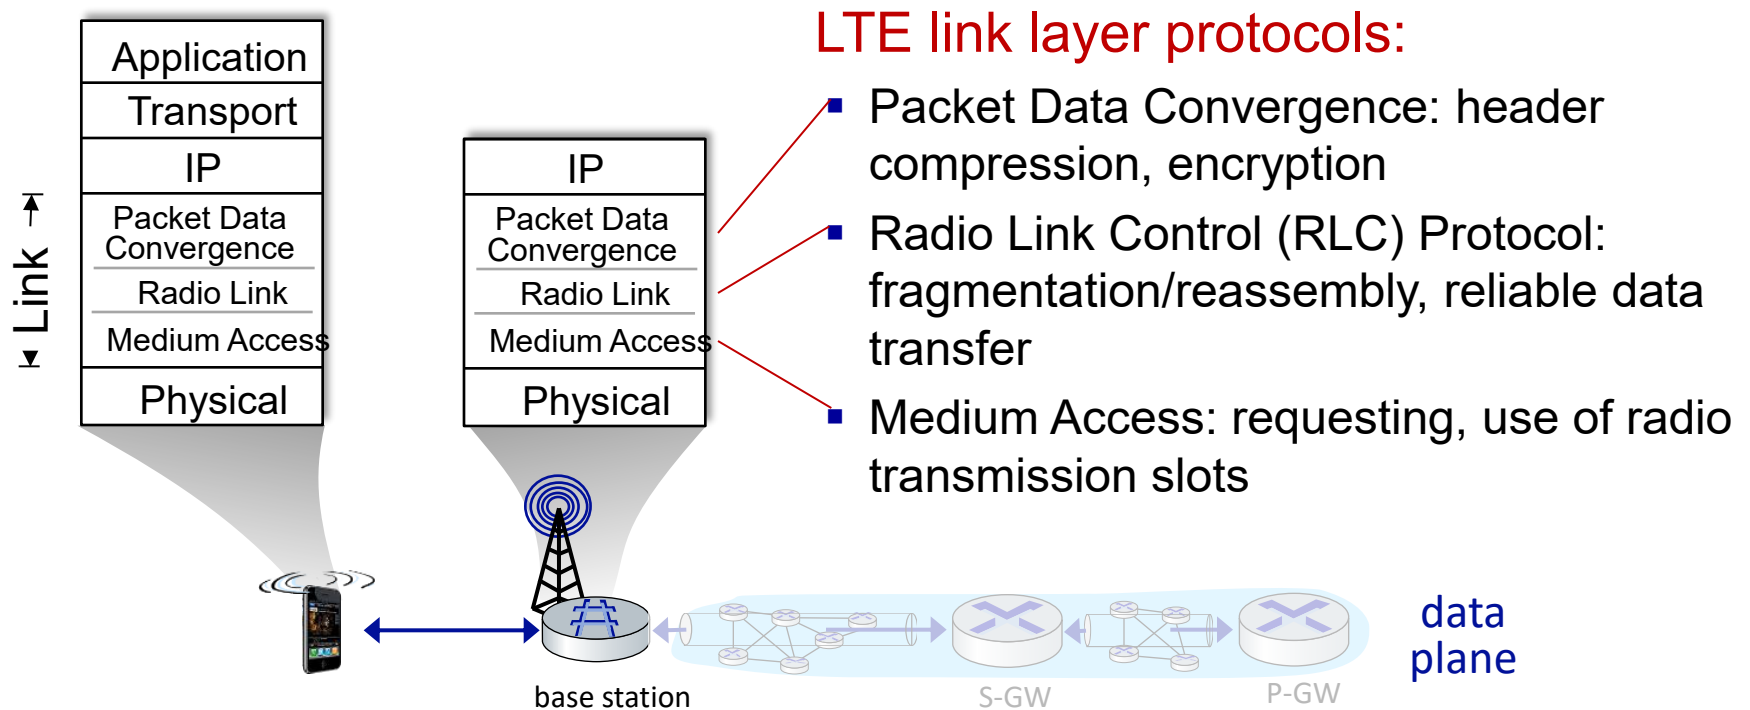 LTE link layer protocols:
Packet Data Convergence: header
compression, encryption
Radio Link Control (RLC) Protocol:
fragmentation/reassembly, reliable data
transfer
Medium Access: requesting, use of radio
transmission slots
Application
Transport
IP
Packet Data
Convergence
Radio Link
Medium Access
Physical
Link
IP
Packet Data
Convergence
Radio Link
Medium Access
Physical
base station
S-GW
P-GW
data
plane